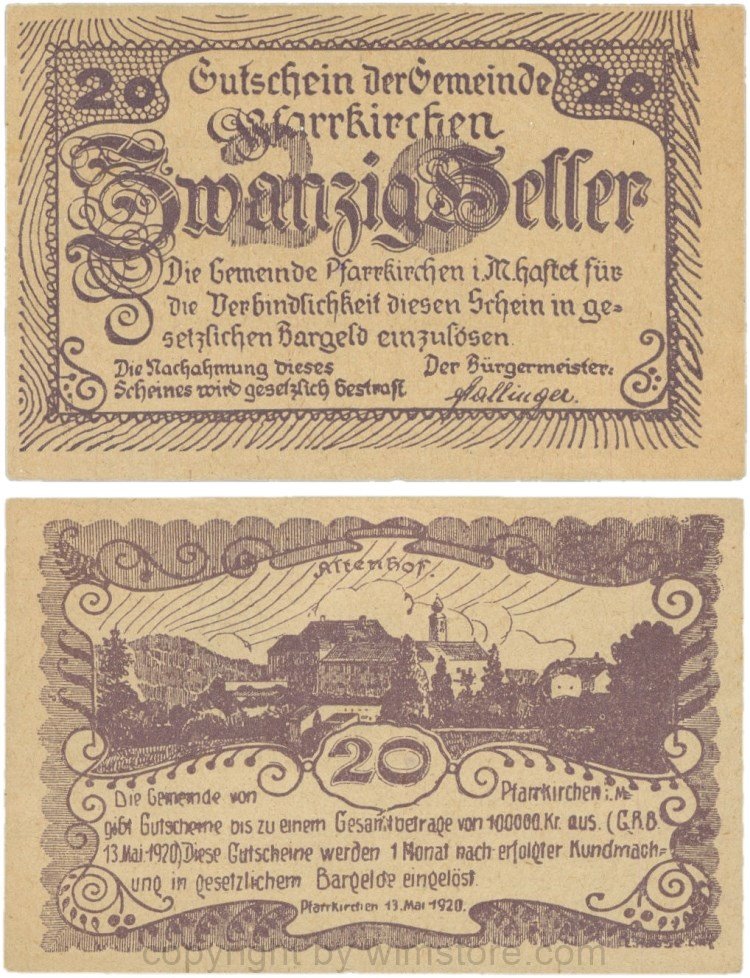 20 Gutschein der Gemeinde 20
Pfarrkirchen
Zwanzig Heller
Die Gemeinde Pfarrkirchen i. M. haftet für
die Verbindlichkeit diesen Schein in ge=
setzlichen Bargeld einzulösen.
Die Nachahmung dieses
Scheines wird gesetzlich bestraft
Der Bürgermeister:
Hallinger.
Altenhof.
20
Die Gemeinde von Pfarrkirchen i. M.
gibt Gutscheine bis zu einem Gesamtbetrage von 100000 Kr. aus. (G.R.B.
13. Mai 1920) Diese Gutscheine werden 1 Monat nach erfolgter Kundmach=
ung in gesetzlichem Bargelde eingelöst.
Pfarrkirchen 13. Mai 1920.
copyright by wimstore.com